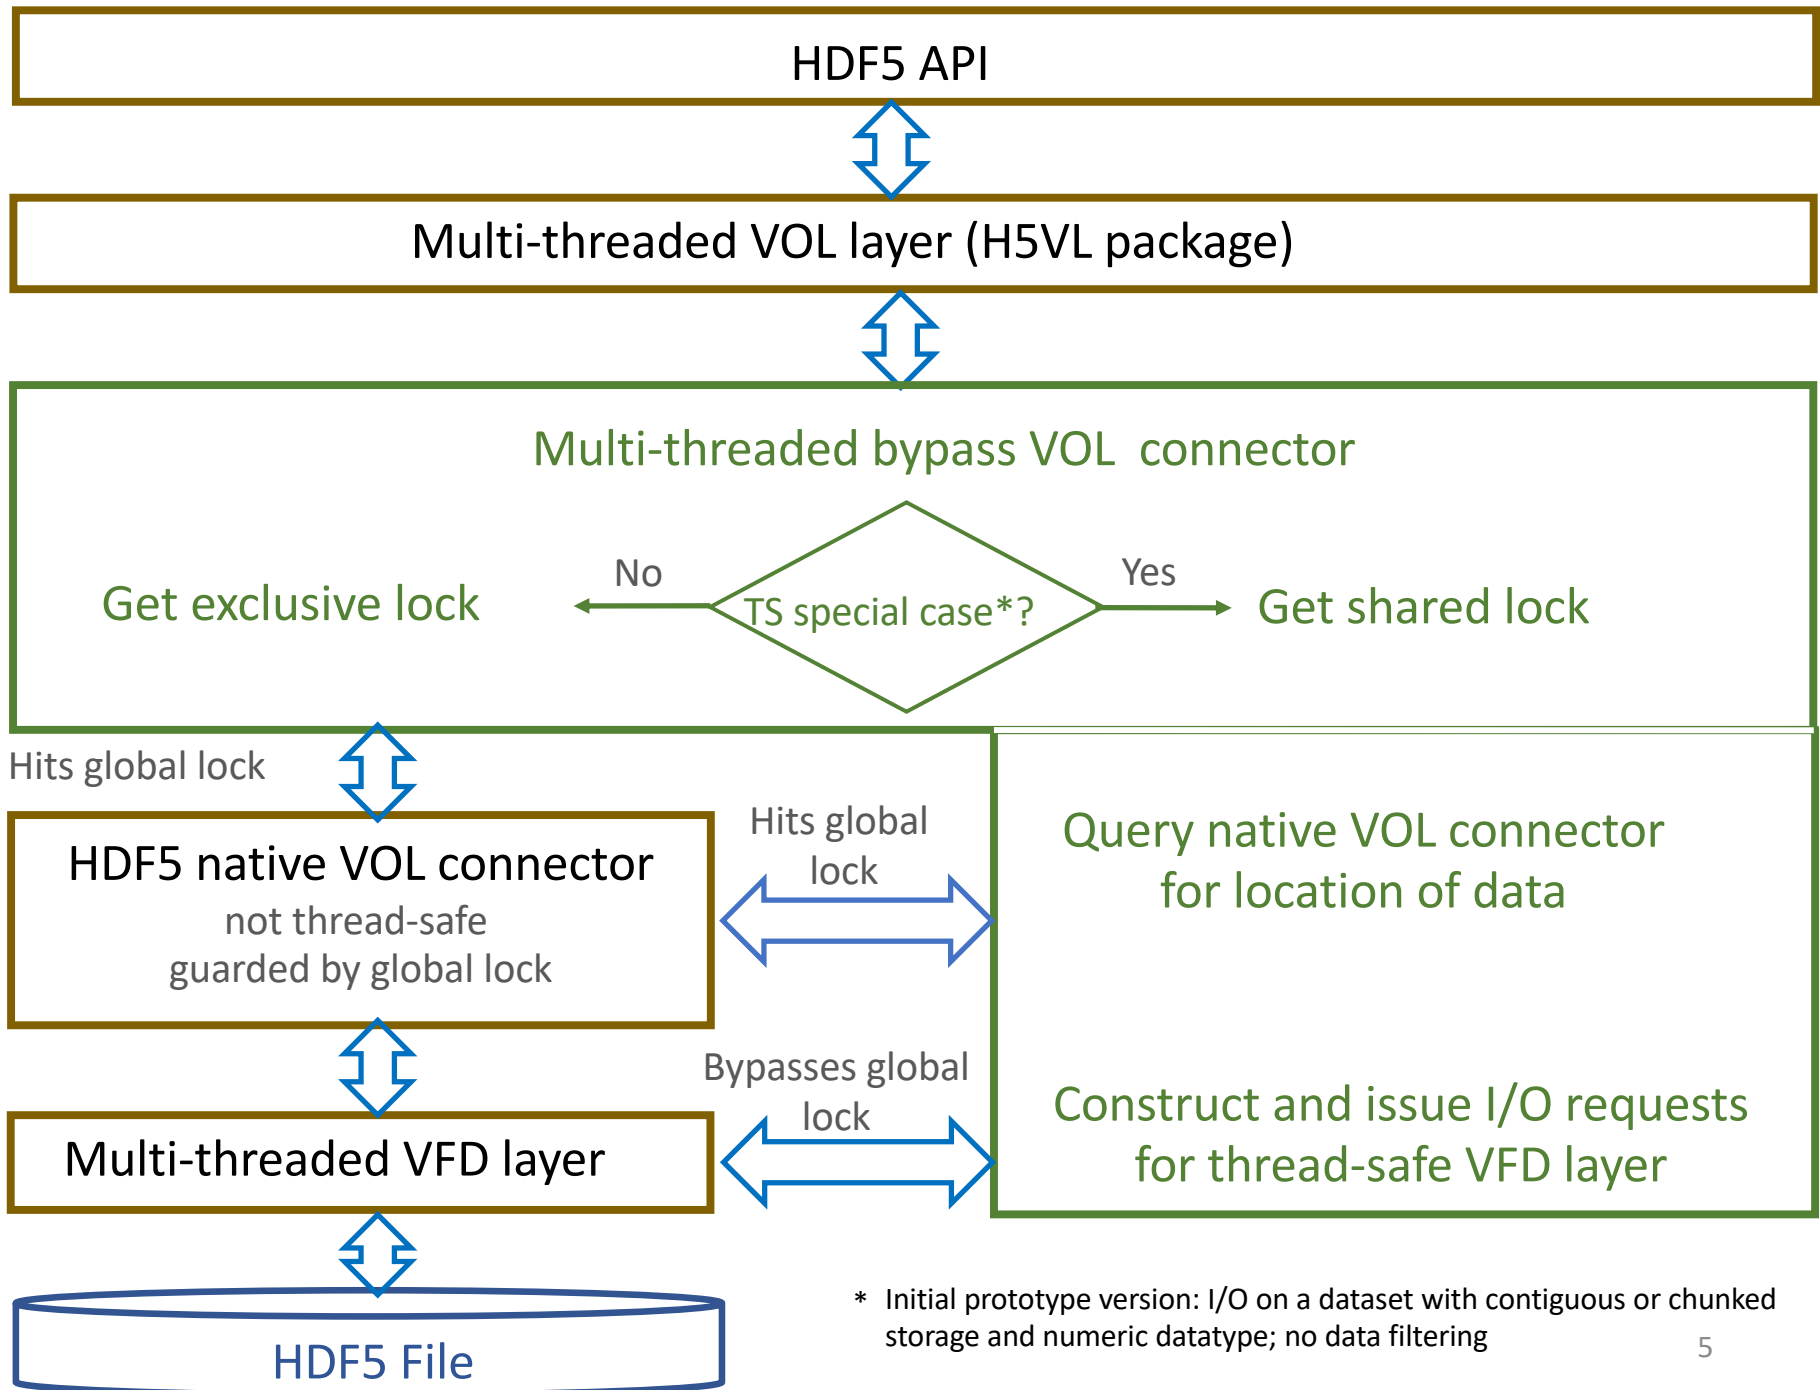 HDF5 API
Multi-threaded VOL layer (H5VL package)
Multi-threaded bypass VOL connector
No
Yes
Get exclusive lock
TS special case*?
Get shared lock
Hits global lock
HDF5 native VOL connector
not thread-safe
guarded by global lock
Hits global
lock
Query native VOL connector
for location of data
Bypasses global
lock
Multi-threaded VFD layer
Construct and issue I/O requests
for thread-safe VFD layer
HDF5 File
* Initial prototype version: I/O on a dataset with contiguous or chunked
storage and numeric datatype; no data filtering
5